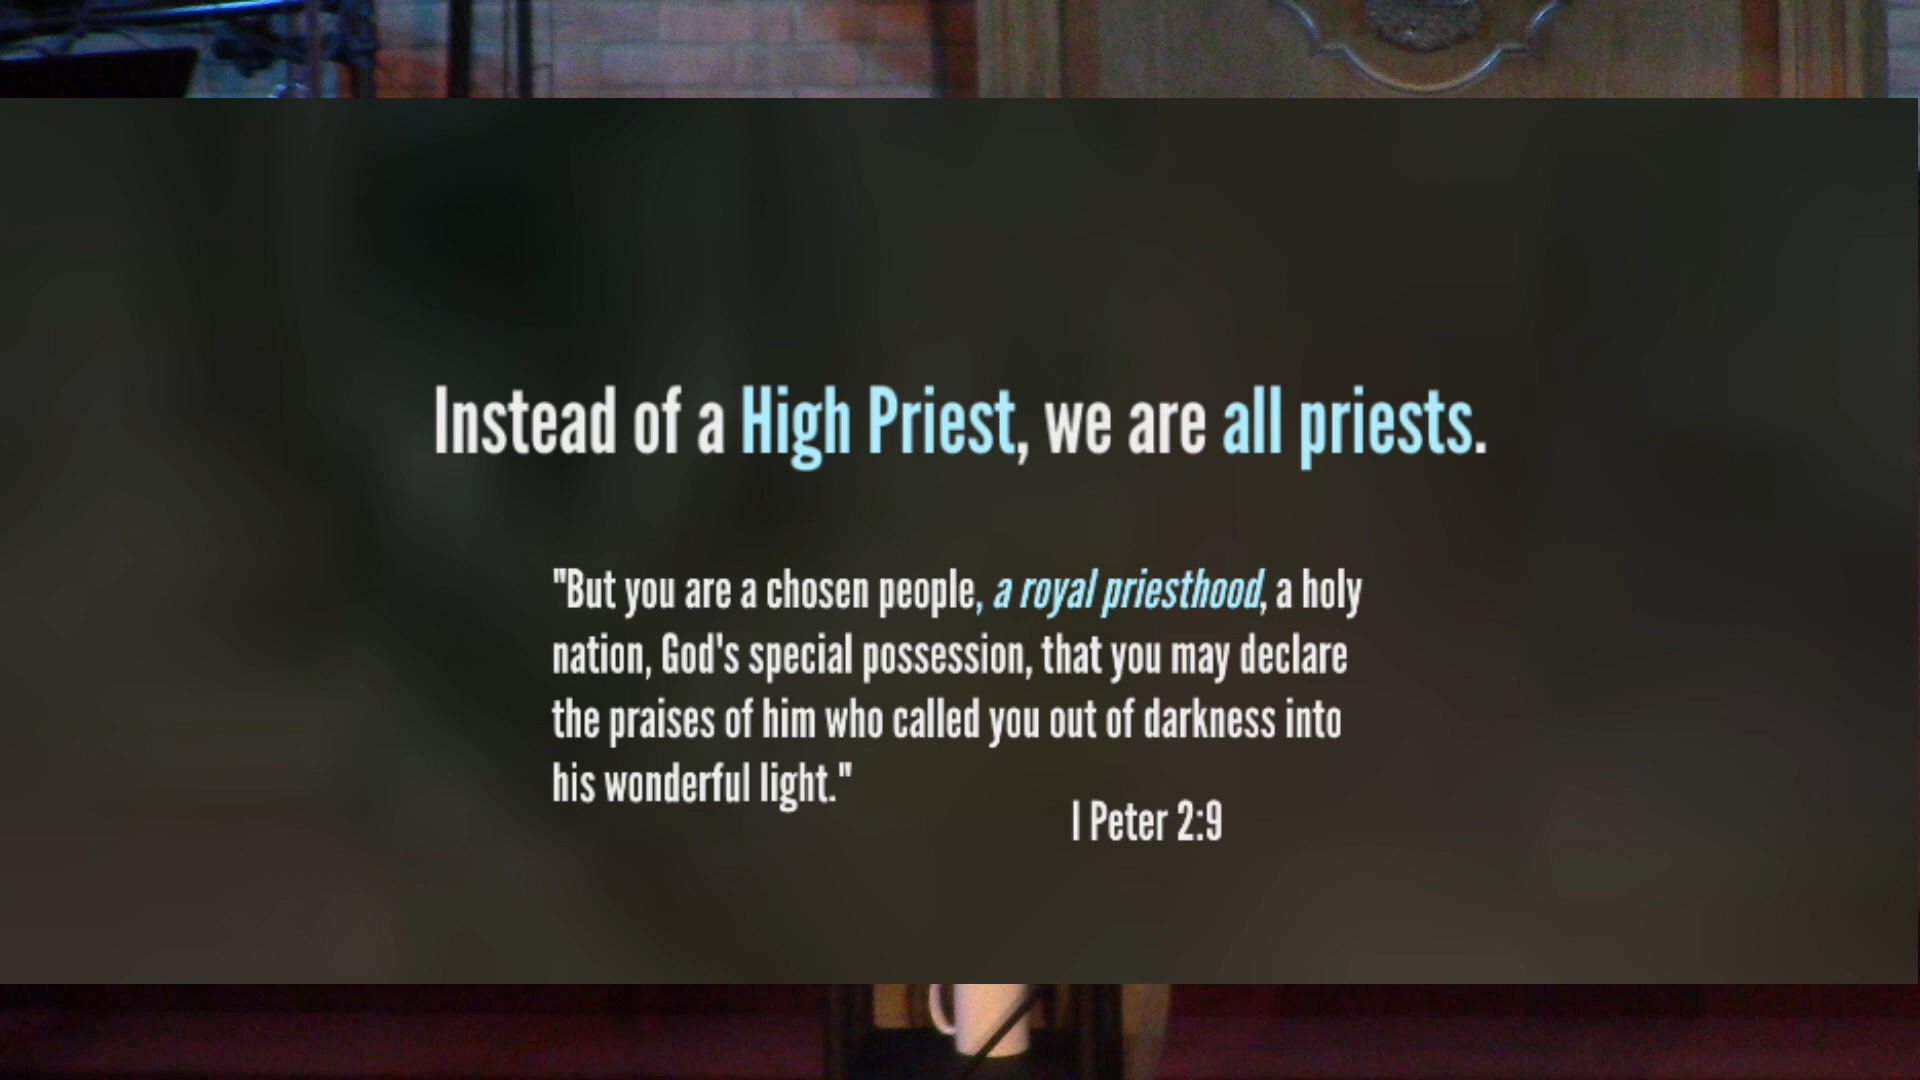 Instead of a High Priest, we are all priests.
"But you are a chosen people, a royal priesthood, a holy
nation, God's special possession, that you may declare
the praises of him who called you out of darkness into
his wonderful light."
I Peter 2:9